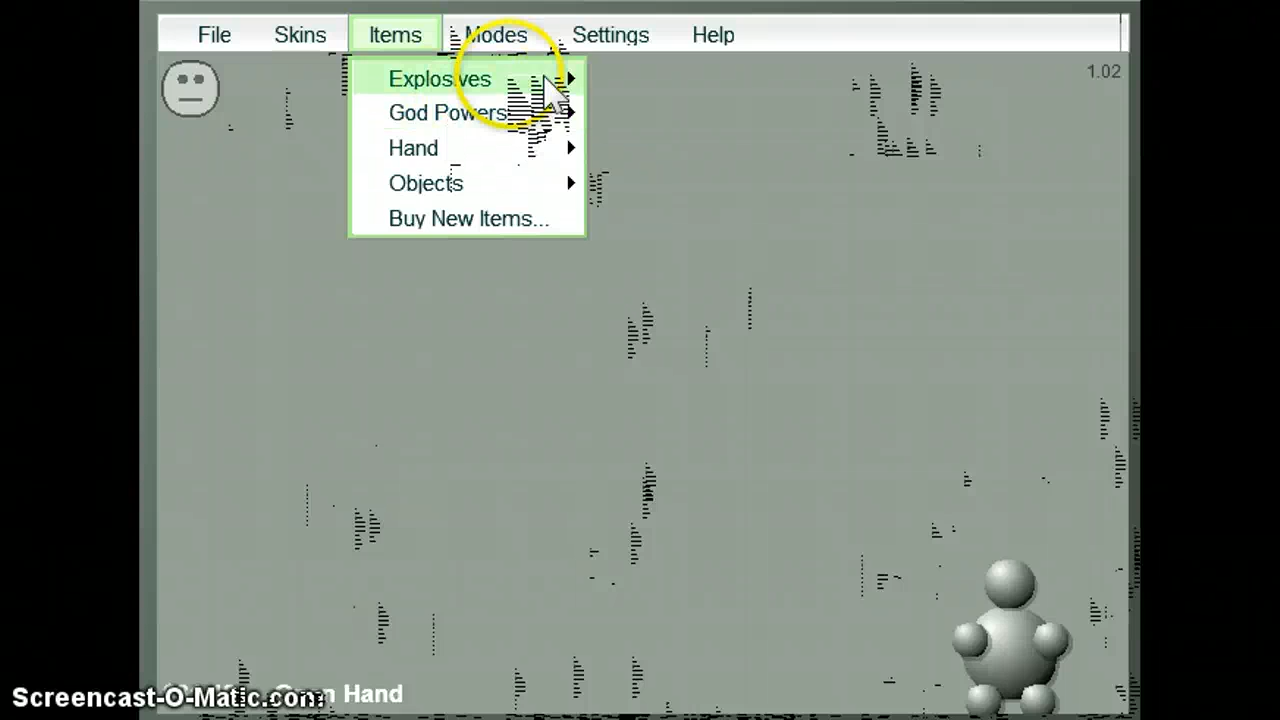 File Skins Items Modes Settings Help
1.02
Explosives
God Powers
Hand
Objects
Buy New Items...
Screencast-O-Matic.com Hand